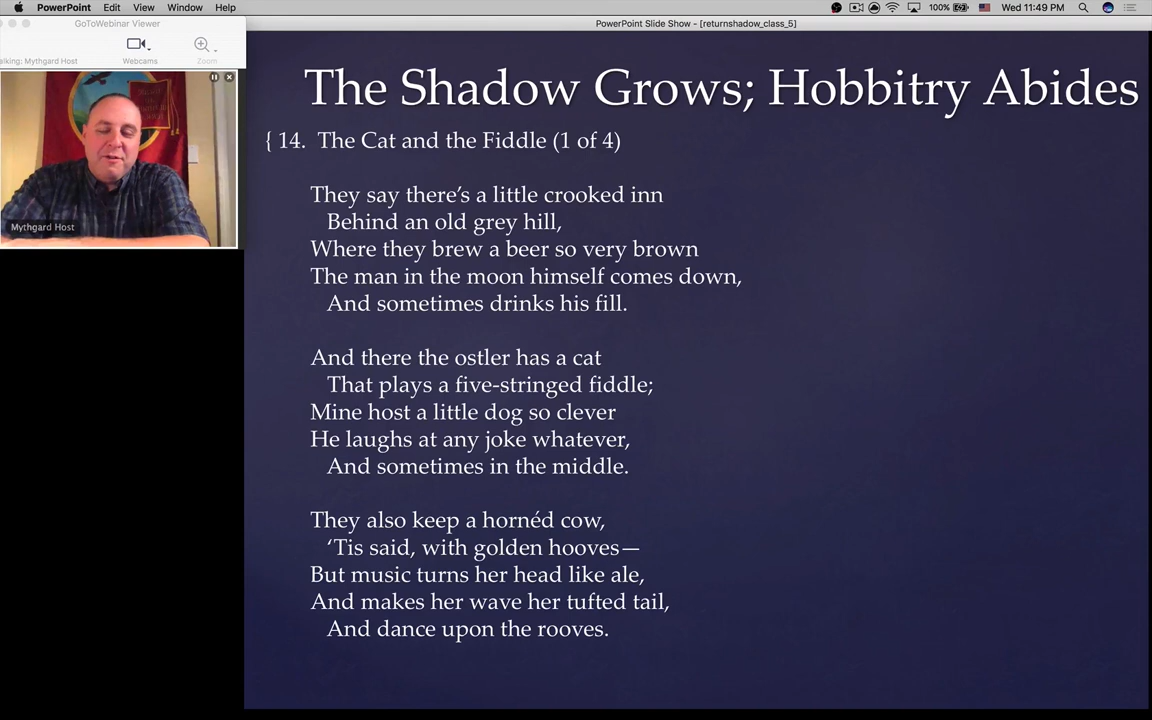 PowerPoint Edit View Window Help
100% Wed 11:49 PM
GoToWebinar Viewer
PowerPoint Slide Show - [returnshadow_class_5]
Webcams
Zoom
alking: Mythgard Host
Mythgard Host
The Shadow Grows; Hobbitry Abides
{ 14. The Cat and the Fiddle (1 of 4)
They say there's a little crooked inn
Behind an old grey hill,
Where they brew a beer so very brown
The man in the moon himself comes down,
And sometimes drinks his fill.
And there the ostler has a cat
That plays a five-stringed fiddle;
Mine host a little dog so clever
He laughs at any joke whatever,
And sometimes in the middle.
They also keep a hornéd cow,
‘Tis said, with golden hooves—
But music turns her head like ale,
And makes her wave her tufted tail,
And dance upon the rooves.